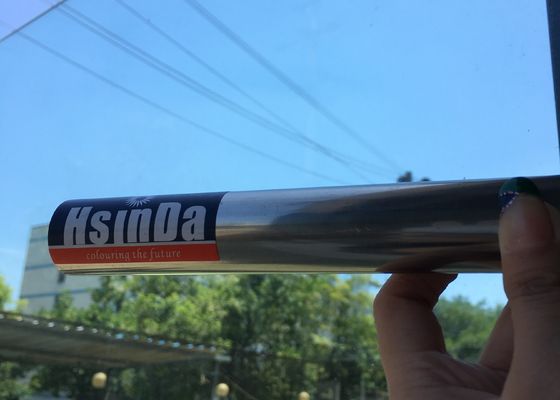 HsinDa
colouring the future